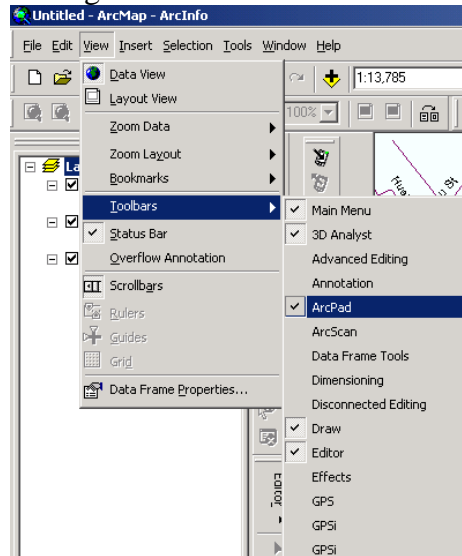 Untitled - ArcMap - ArcInfo
File Edit View Insert Selection Tools Window Help
Data View
1:13,785
Layout View
100%
Zoom Data
Zoom Layout
Bookmarks
Toolbars
Status Bar
Overflow Annotation
Scrollbars
Rulers
Guides
Grid
Data Frame Properties...
La
Main Menu
3D Analyst
Advanced Editing
Annotation
ArcPad
ArcScan
Data Frame Tools
Dimensioning
Disconnected Editing
Draw
Editor
Effects
GPS
GPSi
GPSi
Editor